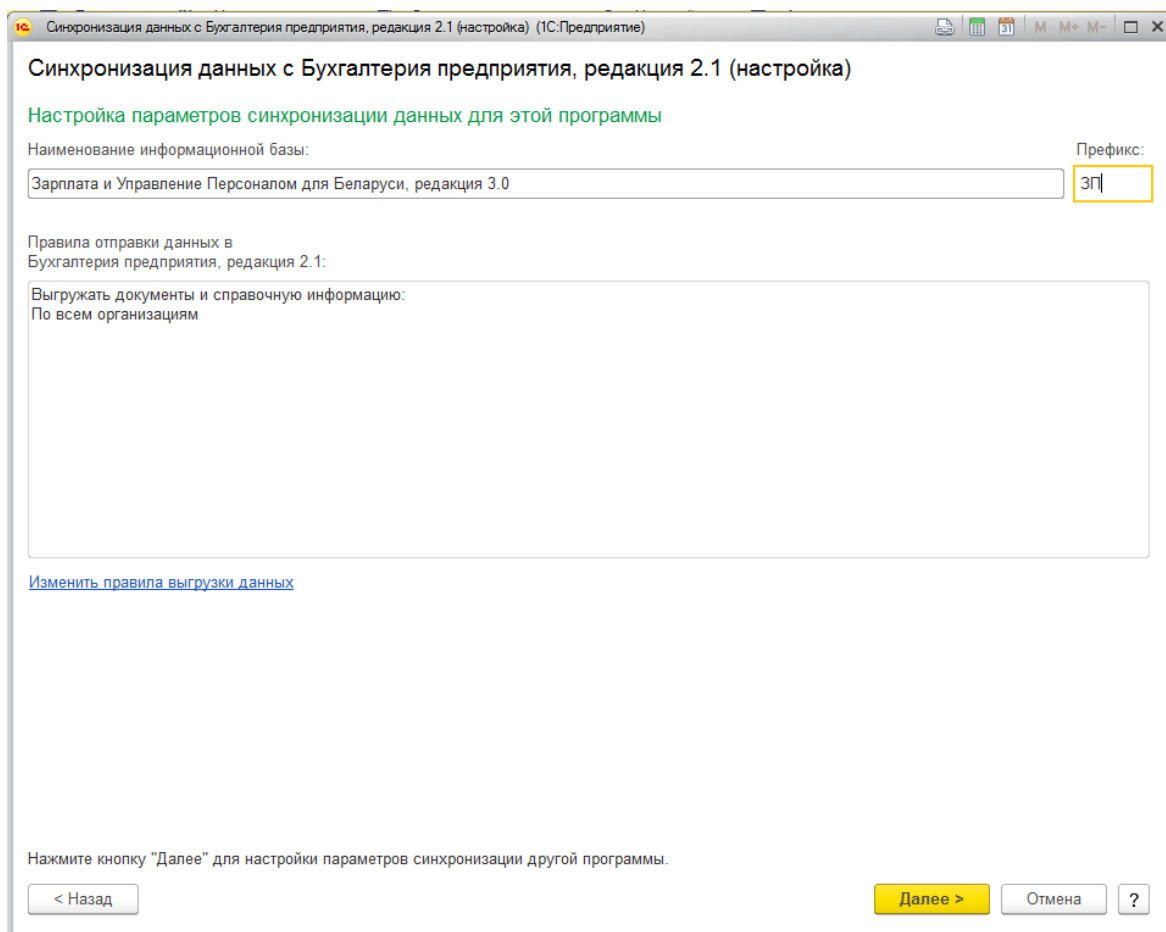 1С Синхронизация данных с Бухгалтерия предприятия, редакция 2.1 (настройка) (1С:Предприятие) 31 M M+ M-
Синхронизация данных с Бухгалтерия предприятия, редакция 2.1 (настройка)
Настройка параметров синхронизации данных для этой программы
Наименование информационной базы: Префикс:
Зарплата и Управление Персоналом для Беларуси, редакция 3.0 ЗП
Правила отправки данных в
Бухгалтерия предприятия, редакция 2.1:
Выгружать документы и справочную информацию:
По всем организациям
Изменить правила выгрузки данных
Нажмите кнопку "Далее" для настройки параметров синхронизации другой программы.
< Назад Далее > Отмена ?